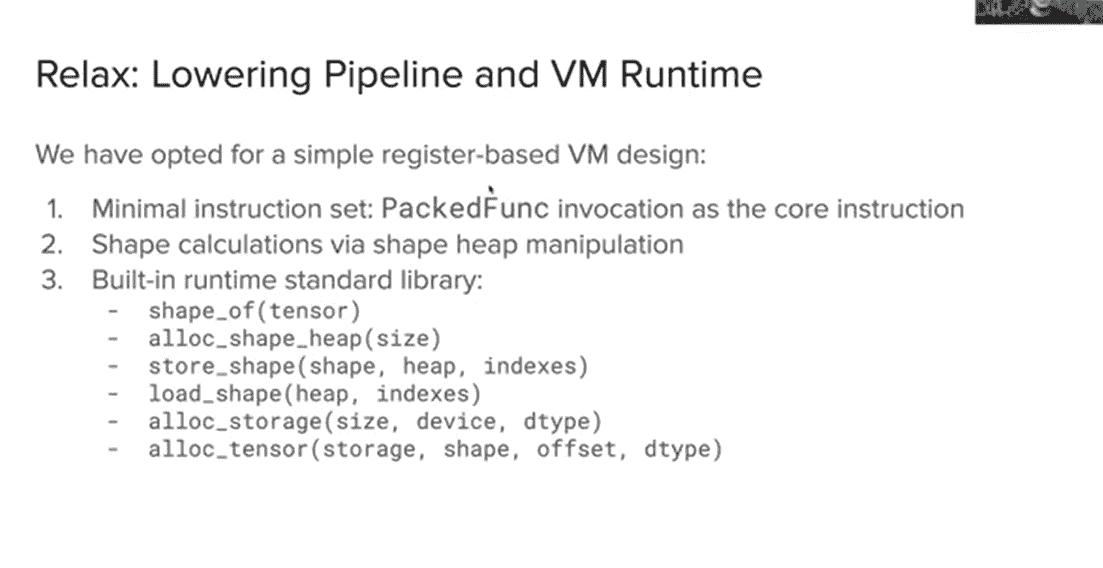 Relax: Lowering Pipeline and VM Runtime
We have opted for a simple register-based VM design:
1. Minimal instruction set: PackedFunc invocation as the core instruction
2. Shape calculations via shape heap manipulation
3. Built-in runtime standard library:
- shape_of(tensor)
- alloc_shape_heap(size)
- store_shape(shape, heap, indexes)
- load_shape(heap, indexes)
- alloc_storage(size, device, dtype)
- alloc_tensor(storage, shape, offset, dtype)